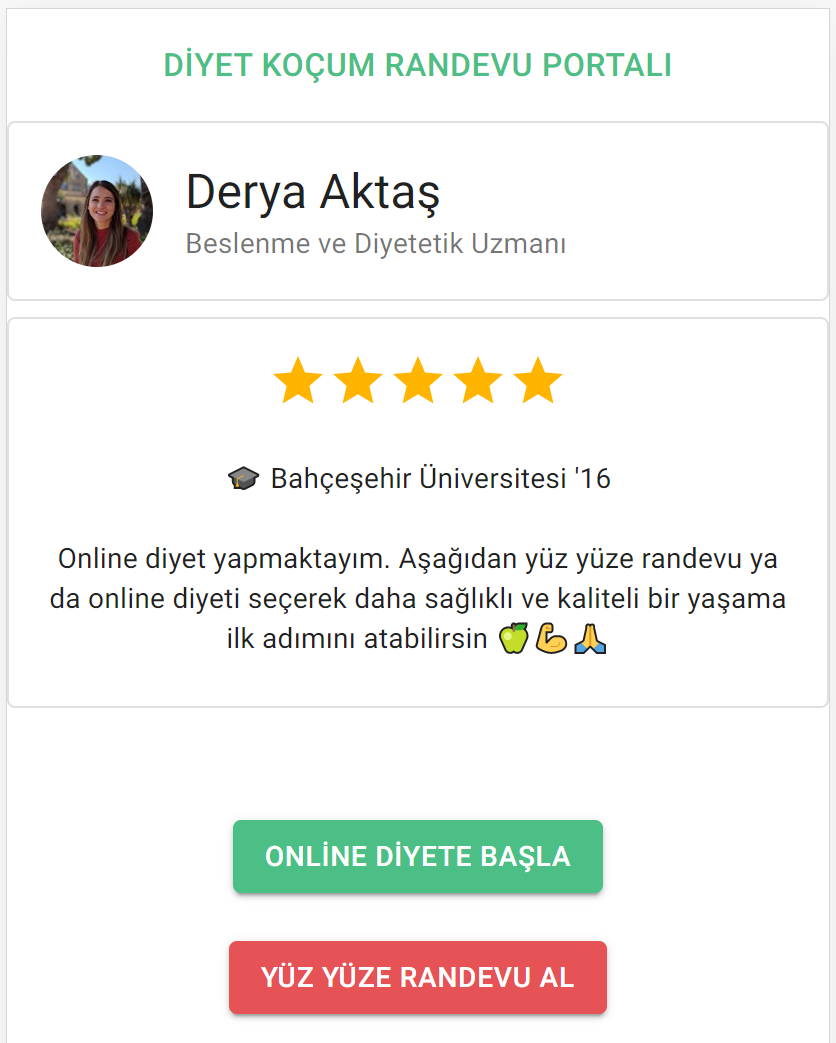 DİYET KOÇUM RANDEVU PORTALI
Derya Aktaş
Beslenme ve Diyetetik Uzmanı
🎓 Bahçeşehir Üniversitesi '16
Online diyet yapmaktayım. Aşağıdan yüz yüze randevu ya
da online diyeti seçerek daha sağlıklı ve kaliteli bir yaşama
ilk adımını atabilirsin 🍏💪🙏
ONLİNE DİYETE BAŞLA
YÜZ YÜZE RANDEVU AL